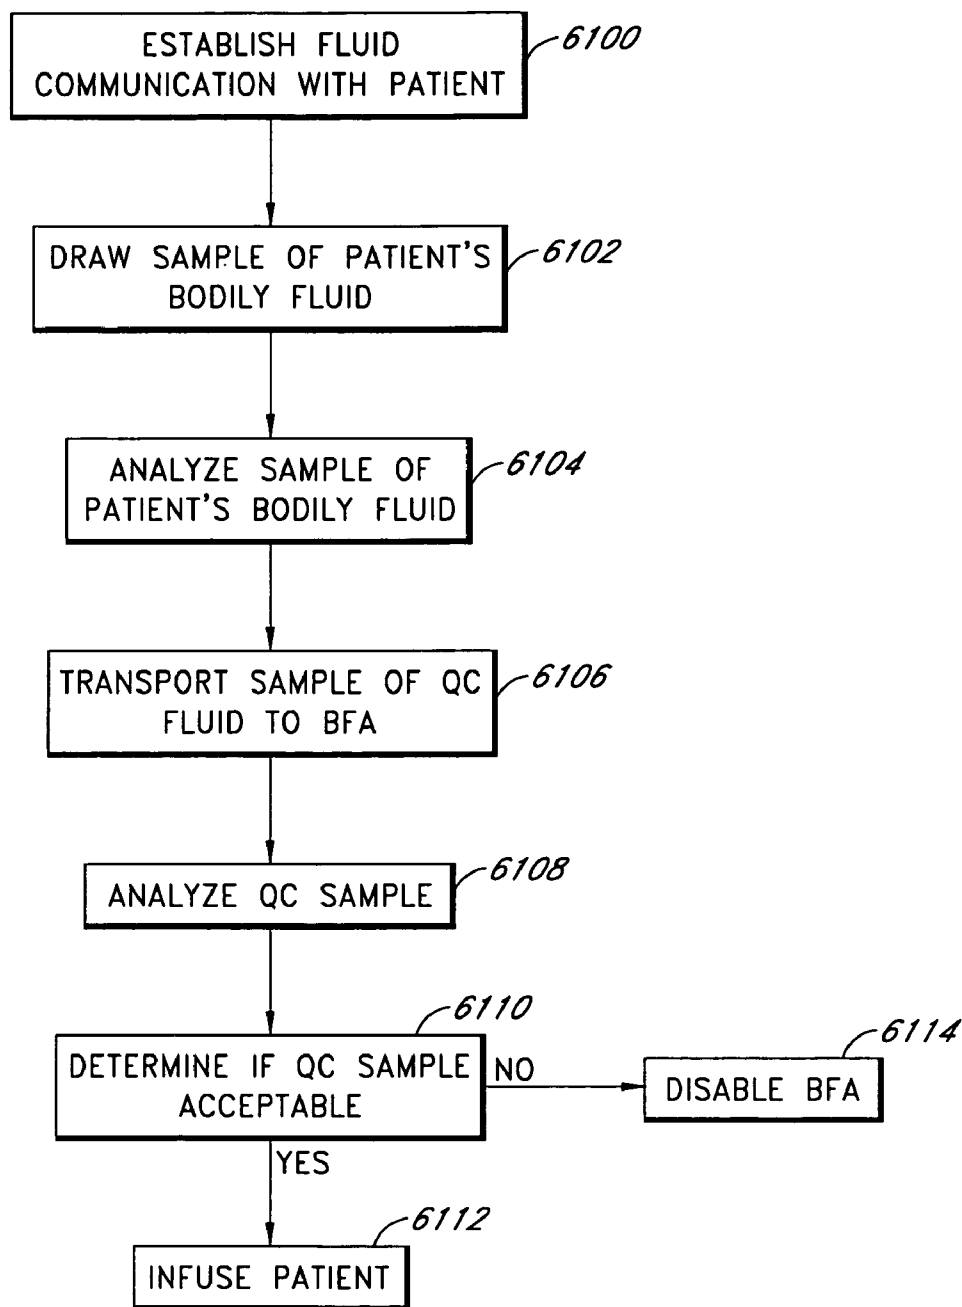 ESTABLISH FLUID
COMMUNICATION WITH PATIENT
6100
DRAW SAMPLE OF PATIENT'S
BODILY FLUID
6102
ANALYZE SAMPLE OF
PATIENT'S BODILY FLUID
6104
TRANSPORT SAMPLE OF QC
FLUID TO BFA
6106
ANALYZE QC SAMPLE
6108
DETERMINE IF QC SAMPLE
ACCEPTABLE
6110
NO
DISABLE BFA
6114
YES
INFUSE PATIENT
6112